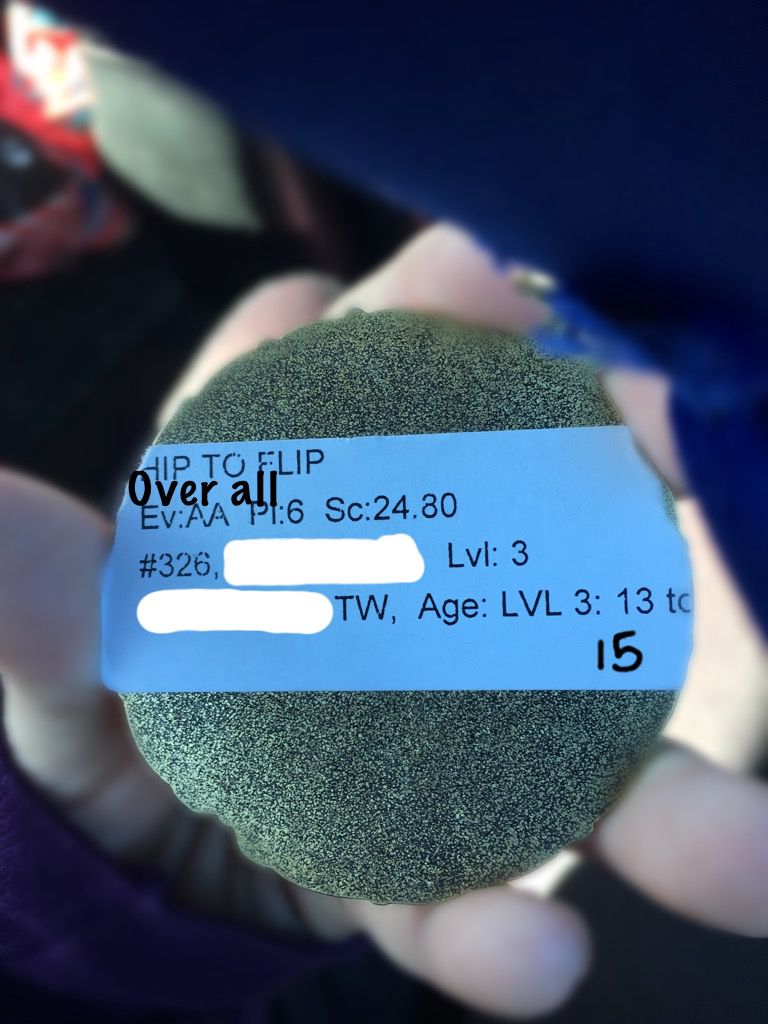 HIP TO FLIP
Over all
Ev:AA Pl:6 Sc:24.80
#326, Lvl: 3
TW, Age: LVL 3: 13 to
15